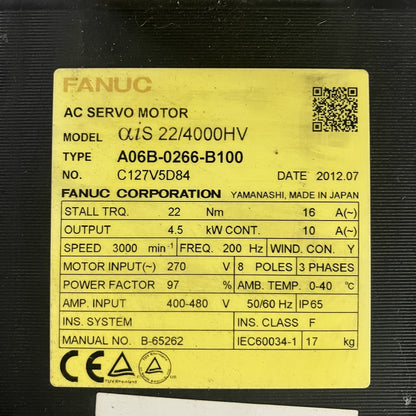 FANUC
AC SERVO MOTOR
MODEL αiS 22/4000HV
TYPE A06B-0266-B100
NO. C127V5D84 DATE 2012.07
FANUC CORPORATION YAMANASHI, MADE IN JAPAN
STALL TRQ. 22 Nm 16 A(~)
OUTPUT 4.5 kW CONT. 10 A(~)
SPEED 3000 min⁻¹ FREQ. 200 Hz WIND. CON. Y
MOTOR INPUT(~) 270 V 8 POLES 3 PHASES
POWER FACTOR 97 % AMB. TEMP. 0-40 ℃
AMP. INPUT 400-480 V 50/60 Hz IP65
INS. SYSTEM INS. CLASS F
MANUAL NO. B-65262 IEC60034-1 17 kg
CE
TÜV Rheinland